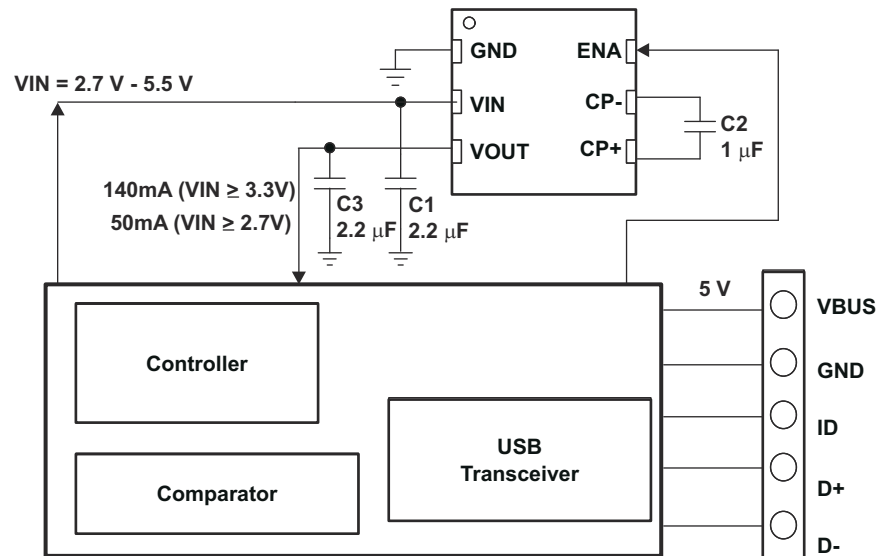 GND
ENA
VIN = 2.7 V - 5.5 V
VIN
CP-
C2
1 μF
VOUT
CP+
140mA (VIN ≥ 3.3V)
50mA (VIN ≥ 2.7V)
C3
2.2 μF
C1
2.2 μF
5 V
VBUS
Controller
GND
ID
USB
Transceiver
Comparator
D+
D-